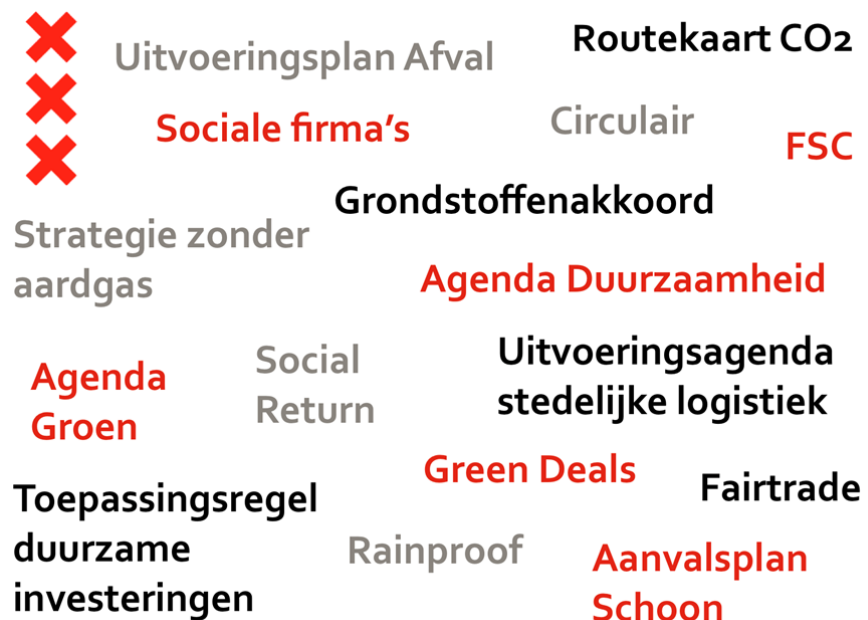 Uitvoeringsplan Afval
Routekaart CO2
Sociale firma's
Circulair
FSC
Grondstoffenakkoord
Strategie zonder
aardgas
Agenda Duurzaamheid
Agenda
Groen
Social
Return
Uitvoeringsagenda
stedelijke logistiek
Green Deals
Fairtrade
Toepassingsregel
duurzame
investeringen
Rainproof
Aanvalsplan
Schoon